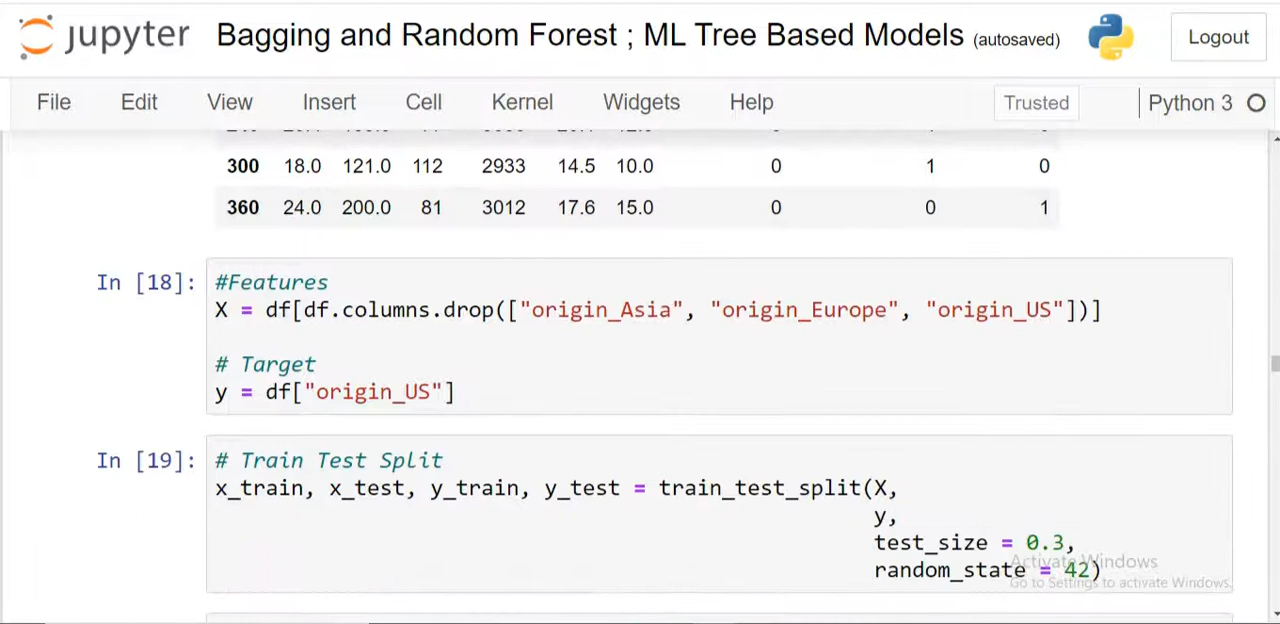 jupyter Bagging and Random Forest ; ML Tree Based Models (autosaved) Logout
File Edit View Insert Cell Kernel Widgets Help Trusted Python 3
300 18.0 121.0 112 2933 14.5 10.0 0 1 0
360 24.0 200.0 81 3012 17.6 15.0 0 0 1
In [18]: #Features
X = df[df.columns.drop(["origin_Asia", "origin_Europe", "origin_US"])]
# Target
y = df["origin_US"]
In [19]: # Train Test Split
x_train, x_test, y_train, y_test = train_test_split(X,
y,
test_size = 0.3,
random_state = 42)
Activate Windows
Go to Settings to activate Windows.